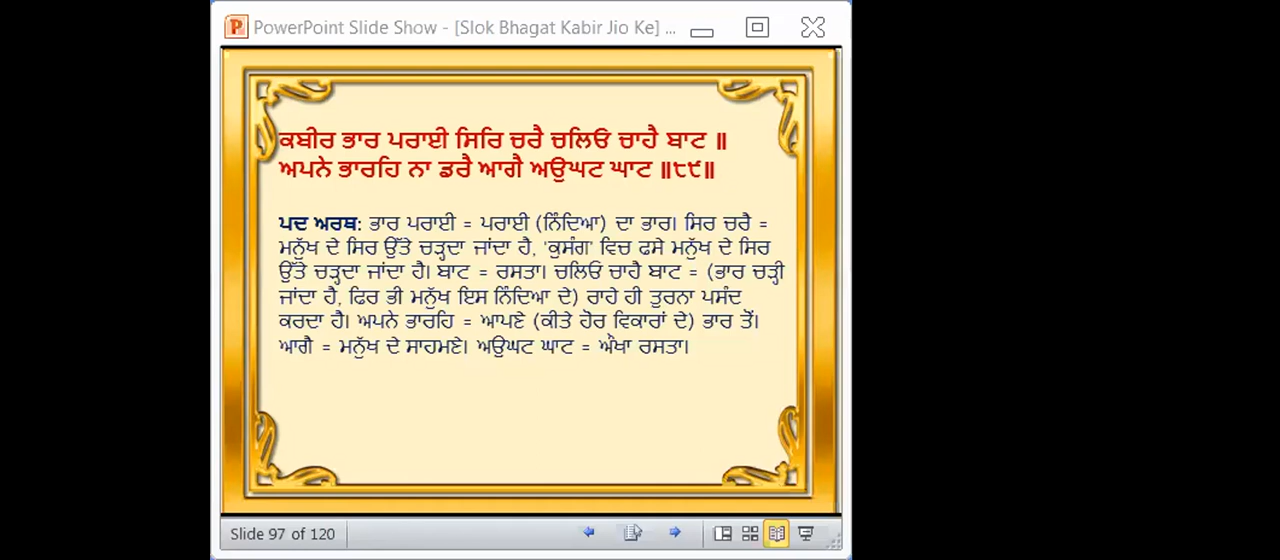 PowerPoint Slide Show - [Slok Bhagat Kabir Jio Ke] ...
ਕਬੀਰ ਭਾਰ ਪਰਾਈ ਸਿਰਿ ਚਰੈ ਚਲਿਓ ਚਾਹੈ ਬਾਟ ॥
ਅਪਨੇ ਭਾਰਹਿ ਨਾ ਡਰੈ ਆਗੈ ਅਉਘਟ ਘਾਟ ॥੮੯॥
ਪਦ ਅਰਥ: ਭਾਰ ਪਰਾਈ = ਪਰਾਈ (ਨਿੰਦਿਆ) ਦਾ ਭਾਰ। ਸਿਰ ਚਰੈ =
ਮਨੁੱਖ ਦੇ ਸਿਰ ਉੱਤੇ ਚੜ੍ਹਦਾ ਜਾਂਦਾ ਹੈ, 'ਕੁਸੰਗ' ਵਿਚ ਫਸੇ ਮਨੁੱਖ ਦੇ ਸਿਰ
ਉੱਤੇ ਚੜ੍ਹਦਾ ਜਾਂਦਾ ਹੈ। ਬਾਟ = ਰਸਤਾ। ਚਲਿਓ ਚਾਹੈ ਬਾਟ = (ਭਾਰ ਚੜ੍ਹੀ
ਜਾਂਦਾ ਹੈ, ਫਿਰ ਭੀ ਮਨੁੱਖ ਇਸ ਨਿੰਦਿਆ ਦੇ) ਰਾਹੇ ਹੀ ਤੁਰਨਾ ਪਸੰਦ
ਕਰਦਾ ਹੈ। ਅਪਨੇ ਭਾਰਹਿ = ਆਪਣੇ (ਕੀਤੇ ਹੋਰ ਵਿਕਾਰਾਂ ਦੇ) ਭਾਰ ਤੋਂ।
ਆਗੈ = ਮਨੁੱਖ ਦੇ ਸਾਹਮਣੇ। ਅਉਘਟ ਘਾਟ = ਔਖਾ ਰਸਤਾ।
Slide 97 of 120